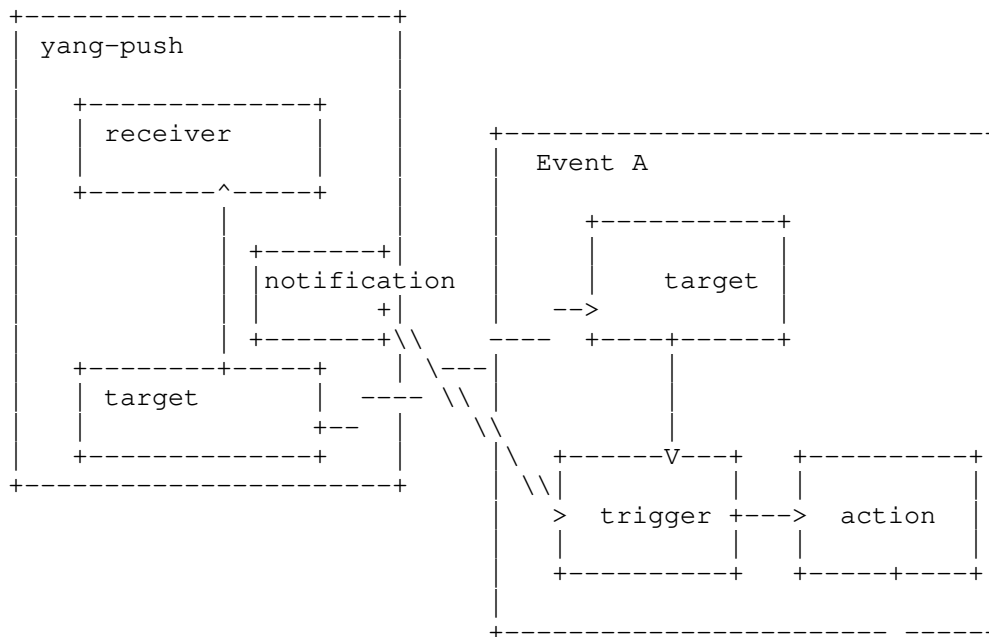 yang-push
receiver
Event A
notification
target
target
trigger
action